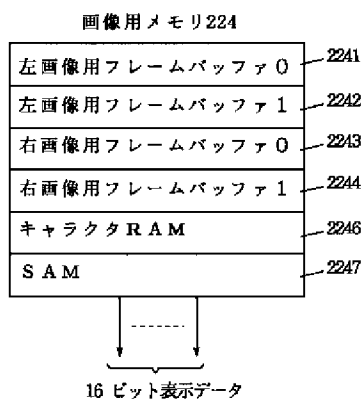 画像用メモリ224
左画像用フレームバッファ0 2241
左画像用フレームバッファ1 2242
右画像用フレームバッファ0 2243
右画像用フレームバッファ1 2244
キャラクタRAM 2246
SAM 2247
16 ビット表示データ